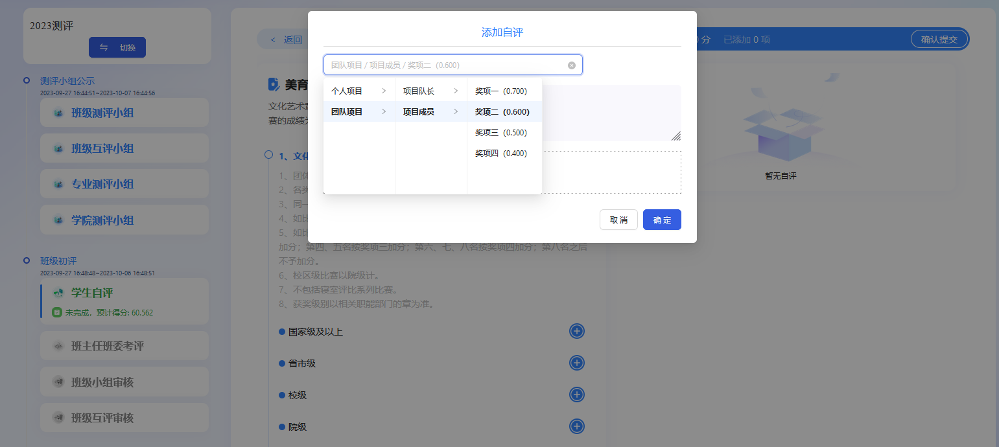 2023测评
切换
测评小组公示
2023-09-27 16:44:51~2023-10-07 16:44:56
班级测评小组
班级互评小组
专业测评小组
学院测评小组
班级初评
2023-09-27 16:48:48~2023-10-06 16:48:51
学生自评
未完成，预计得分: 60.562
班主任班委考评
班级小组审核
班级互评审核
< 返回
分 已添加 0 项
确认提交
美育
文化艺术
赛的成绩
1、文化
1、团体
2、各类
3、同一
4、如比
5、如比
加分；第四、五名按奖项三加分；第六、七、八名按奖项四加分；第八名之后
不予加分。
6、校区级比赛以院级计。
7、不包括寝室评比系列比赛。
8、获奖级别以相关职能部门的章为准。
国家级及以上
省市级
校级
院级
添加自评
团队项目 / 项目成员 / 奖项二（0.600）
个人项目 > 项目队长 > 奖项一（0.700）
团队项目 > 项目成员 > 奖项二（0.600）
奖项三（0.500）
奖项四（0.400）
取 消
确 定
暂无自评